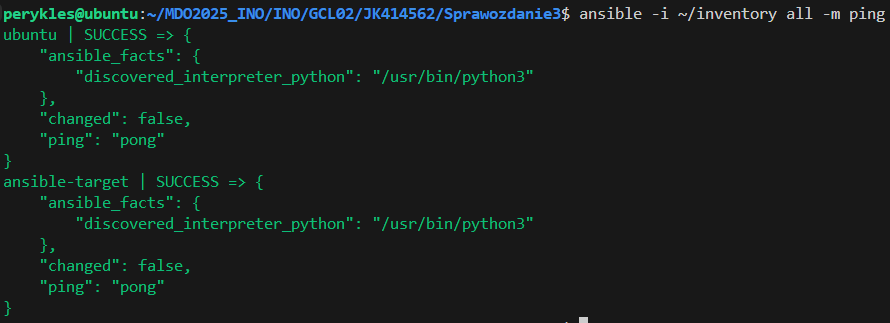 perykles@ubuntu:~/MDO2025_INO/INO/GCL02/JK414562/Sprawozdanie3$ ansible -i ~/inventory all -m ping
ubuntu | SUCCESS => {
    "ansible_facts": {
        "discovered_interpreter_python": "/usr/bin/python3"
    },
    "changed": false,
    "ping": "pong"
}
ansible-target | SUCCESS => {
    "ansible_facts": {
        "discovered_interpreter_python": "/usr/bin/python3"
    },
    "changed": false,
    "ping": "pong"
}